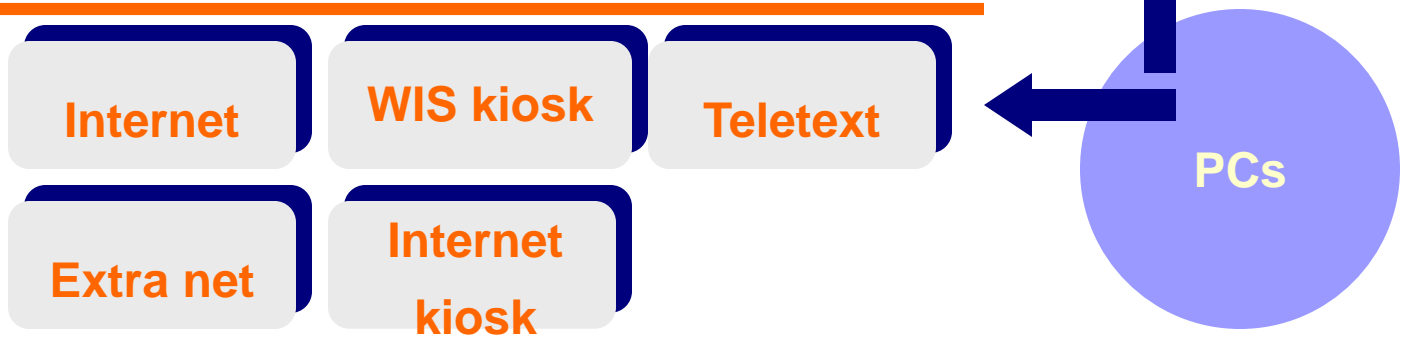 Internet
WIS kiosk
Teletext
PCs
Extra net
Internet
kiosk